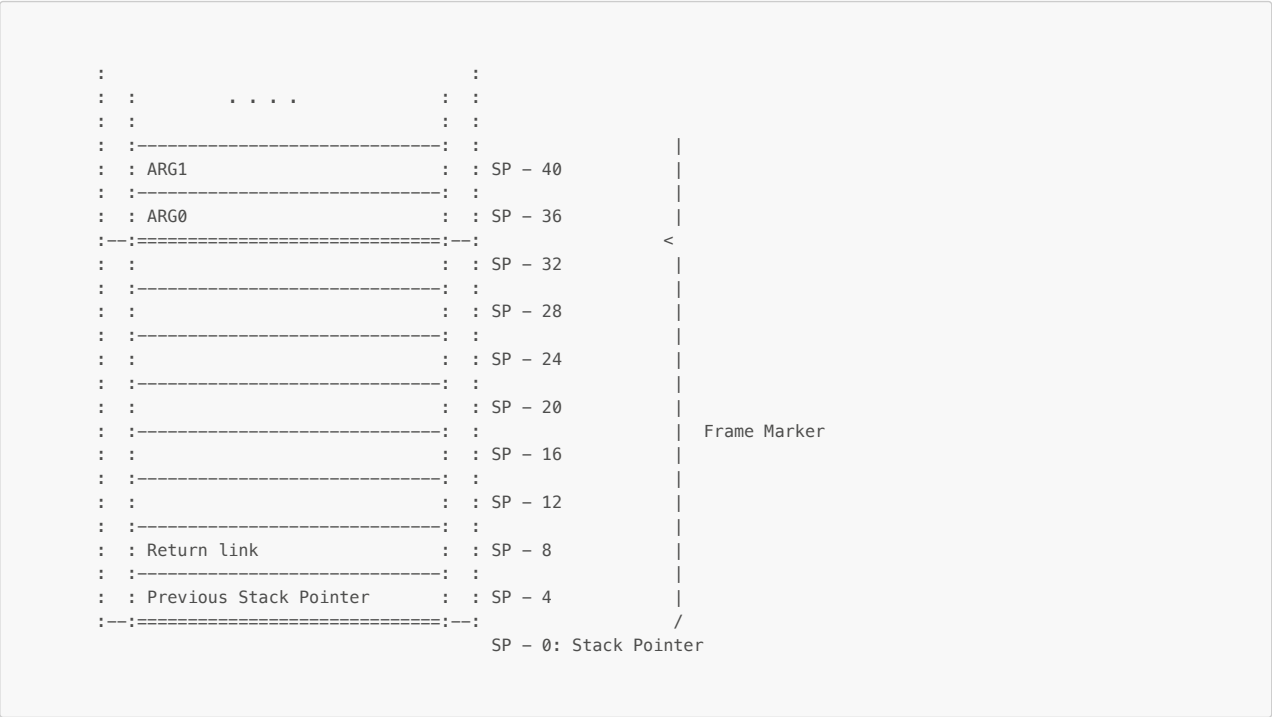 :                                     :
:  :         . . . .              :  :
:  :                              :  :
:  :------------------------------:  :                   |
:  : ARG1                         :  : SP - 40           |
:  :------------------------------:  :                   |
:  : ARG0                         :  : SP - 36           |
:--:==============================:--:                  <
:  :                              :  : SP - 32           |
:  :------------------------------:  :                   |
:  :                              :  : SP - 28           |
:  :------------------------------:  :                   |
:  :                              :  : SP - 24           |
:  :------------------------------:  :                   |
:  :                              :  : SP - 20           |
:  :------------------------------:  :                   |  Frame Marker
:  :                              :  : SP - 16           |
:  :------------------------------:  :                   |
:  :                              :  : SP - 12           |
:  :------------------------------:  :                   |
:  : Return link                  :  : SP - 8            |
:  :------------------------------:  :                   |
:  : Previous Stack Pointer       :  : SP - 4            |
:--:==============================:--:                   /
                                       SP - 0: Stack Pointer